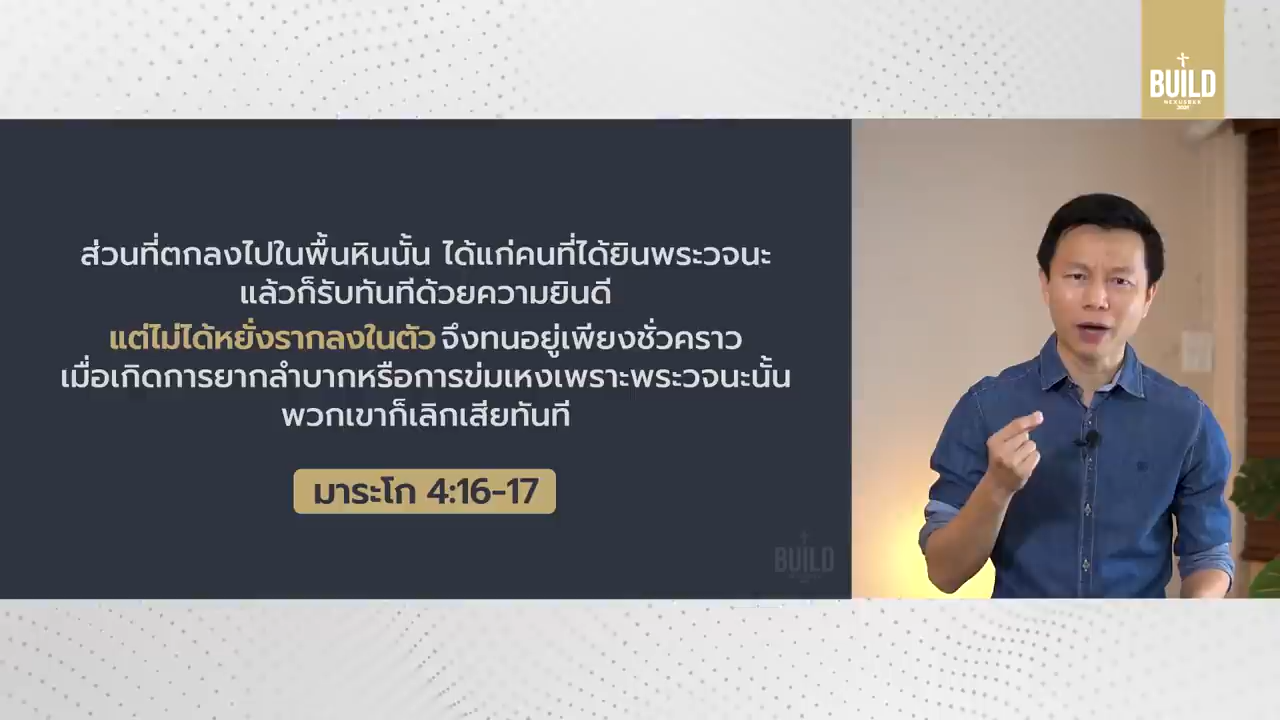 BUILD
NEXUSBKK
ส่วนที่ตกลงไปในพื้นหินนั้น ได้แก่คนที่ได้ยินพระวจนะ
แล้วก็รับทันทีด้วยความยินดี
แต่ไม่ได้หยั่งรากลงในตัว จึงทนอยู่เพียงชั่วคราว
เมื่อเกิดการยากลำบากหรือการข่มเหงเพราะพระวจนะนั้น
พวกเขาก็เลิกเสียทันที
มาระโก 4:16-17
BUILD